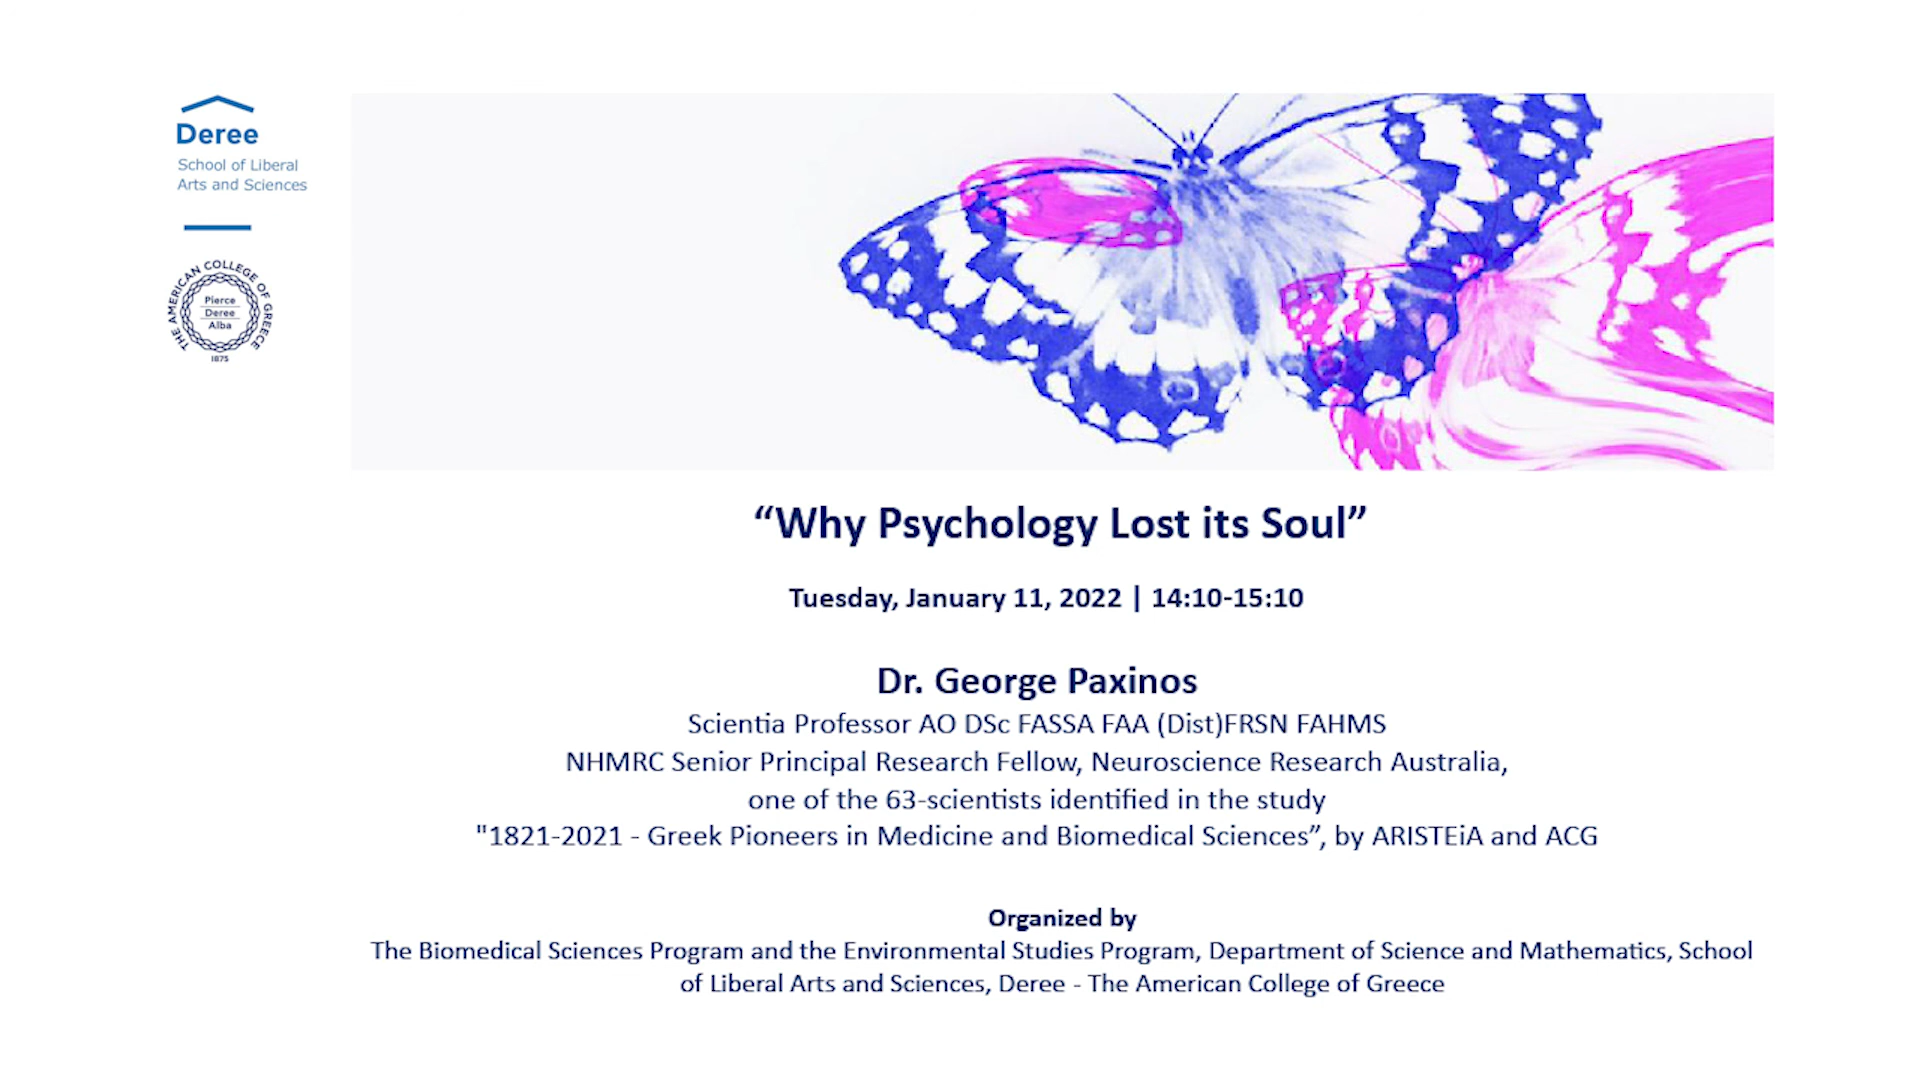 Deree
School of Liberal
Arts and Sciences
THE AMERICAN COLLEGE OF GREECE
Pierce
Deree
Alba
1875
“Why Psychology Lost its Soul”
Tuesday, January 11, 2022 | 14:10-15:10
Dr. George Paxinos
Scientia Professor AO DSc FASSA FAA (Dist)FRSN FAHMS
NHMRC Senior Principal Research Fellow, Neuroscience Research Australia,
one of the 63-scientists identified in the study
"1821-2021 - Greek Pioneers in Medicine and Biomedical Sciences”, by ARISTEiA and ACG
Organized by
The Biomedical Sciences Program and the Environmental Studies Program, Department of Science and Mathematics, School
of Liberal Arts and Sciences, Deree - The American College of Greece